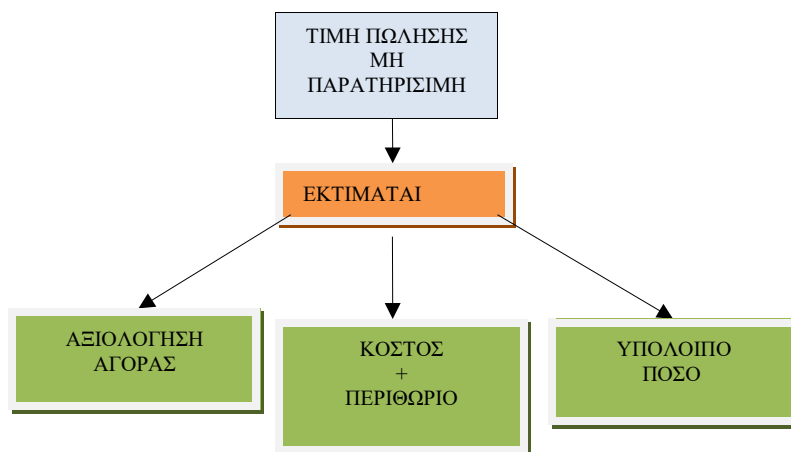 ΤΙΜΗ ΠΩΛΗΣΗΣ
ΜΗ
ΠΑΡΑΤΗΡΙΣΙΜΗ
ΕΚΤΙΜΑΤΑΙ
ΑΞΙΟΛΟΓΗΣΗ
ΑΓΟΡΑΣ
ΚΟΣΤΟΣ
+
ΠΕΡΙΘΩΡΙΟ
ΥΠΟΛΟΙΠΟ
ΠΟΣΟ